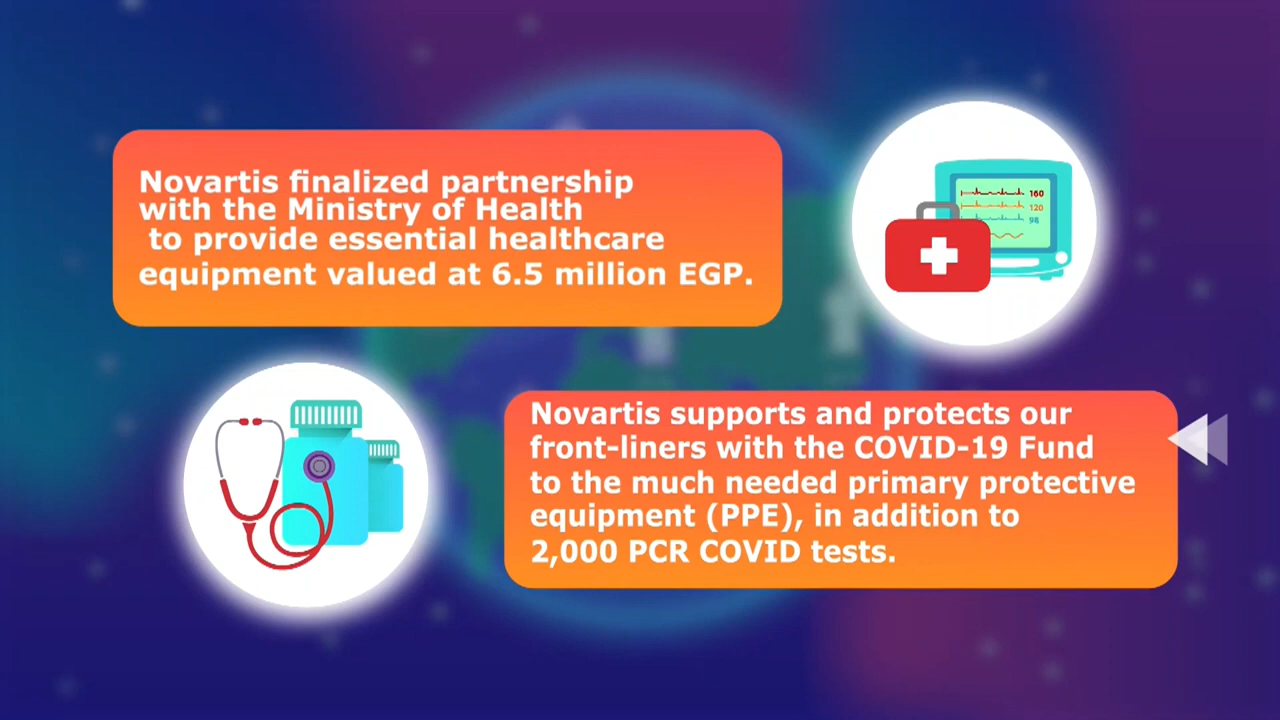 Novartis finalized partnership
with the Ministry of Health
to provide essential healthcare
equipment valued at 6.5 million EGP.
160
120
98
Novartis supports and protects our
front-liners with the COVID-19 Fund
to the much needed primary protective
equipment (PPE), in addition to
2,000 PCR COVID tests.